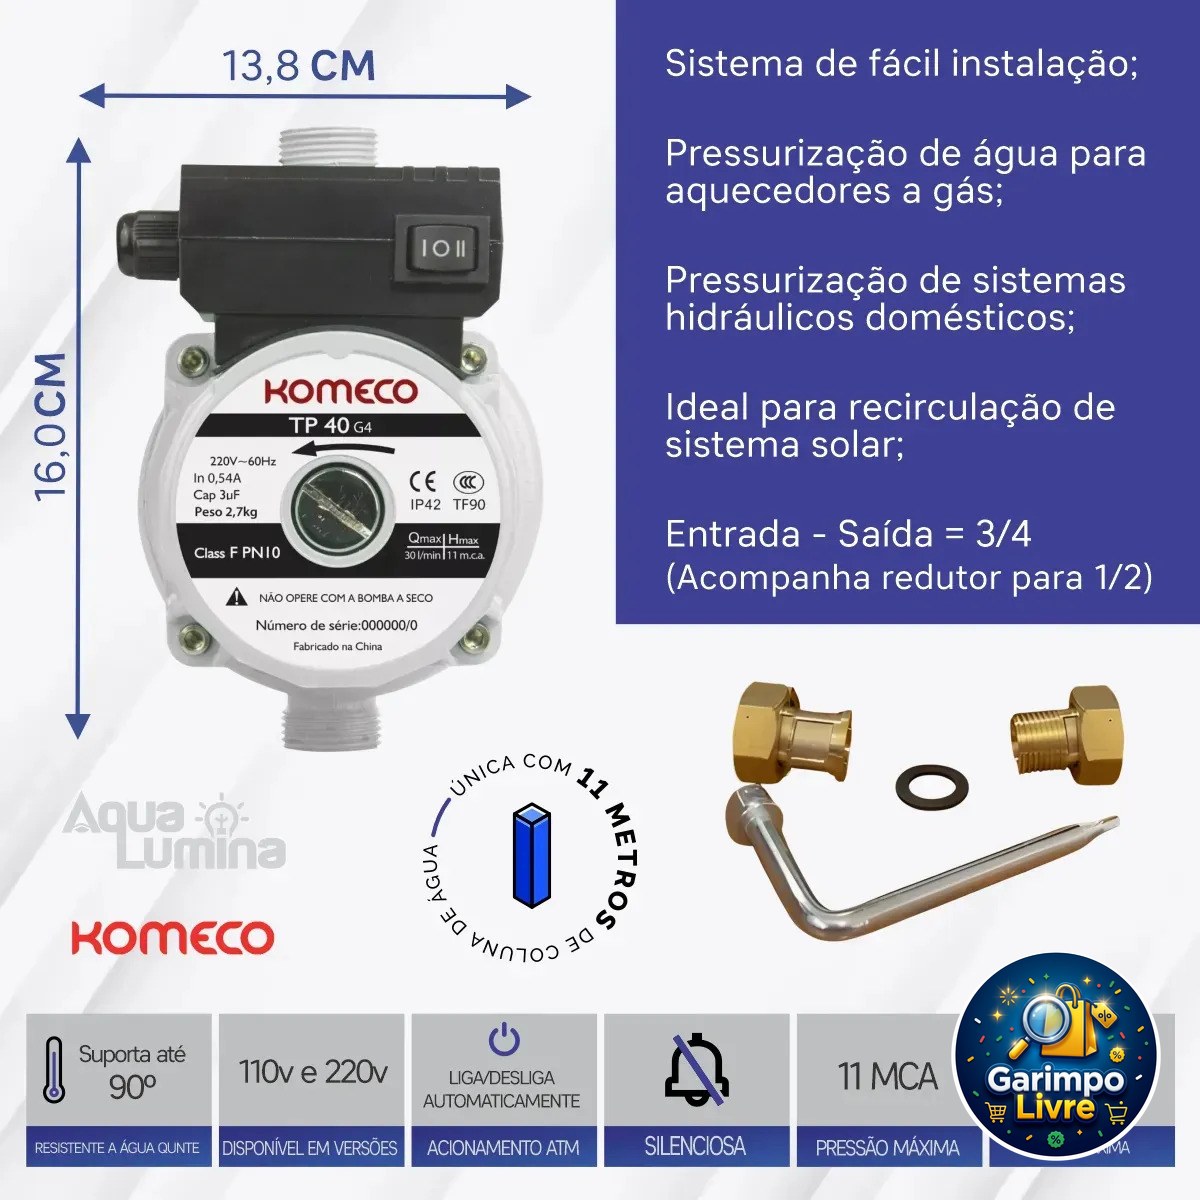 13,8 CM
16,0CM
I O II
KOMECO
TP 40 G4
220V~60Hz
In 0,54A
Cap 3uF
Peso 2,7kg
CE
CCC
IP42 TF90
Class F PN10
Qmax Hmax
30 l/min 11 m.c.a.
NÃO OPERE COM A BOMBA A SECO
Número de série:000000/0
Fabricado na China
Sistema de fácil instalação;
Pressurização de água para
aquecedores a gás;
Pressurização de sistemas
hidráulicos domésticos;
Ideal para recirculação de
sistema solar;
Entrada - Saída = 3/4
(Acompanha redutor para 1/2)
Aqua
Lumina
KOMECO
ÚNICA COM 11 METROS DE COLUNA DE ÁGUA
Suporta até
90º
RESISTENTE A ÁGUA QUNTE
110v e 220v
DISPONÍVEL EM VERSÕES
LIGA/DESLIGA
AUTOMATICAMENTE
ACIONAMENTO ATM
SILENCIOSA
11 MCA
PRESSÃO MÁXIMA
%
%
Garimpo
Livre
%